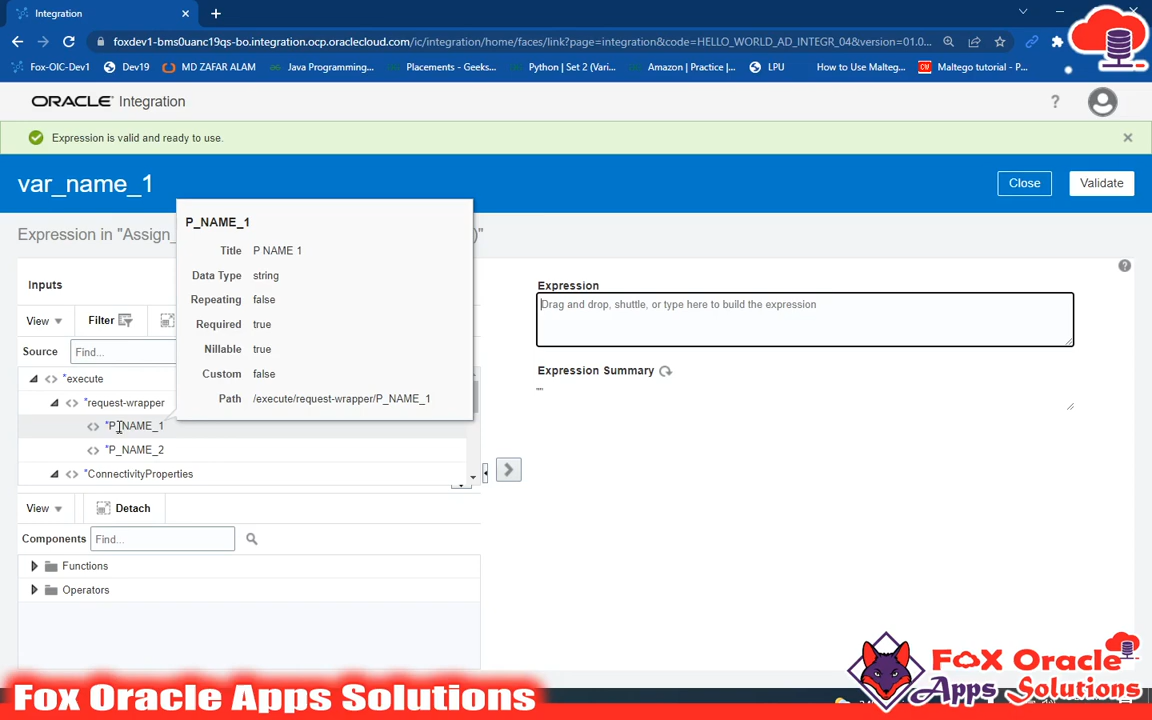 Integration
foxdev1-bms0uanc19qs-bo.integration.ocp.oraclecloud.com/ic/integration/home/faces/link?page=integration&code=HELLO_WORLD_AD_INTEGR_04&version=01.0...
Fox-OIC-Dev1 Dev19 MD ZAFAR ALAM Java Programming... Placements - Geeks... Python | Set 2 (Vari... Amazon | Practice |... LPU How to Use Malteg... Maltego tutorial - P...
ORACLE Integration
Expression is valid and ready to use.
var_name_1
Close
Validate
Expression in "Assign_
)"
P_NAME_1
Title P NAME 1
Data Type string
Repeating false
Required true
Nillable true
Custom false
Path /execute/request-wrapper/P_NAME_1
Inputs
View Filter
Source Find...
*execute
*request-wrapper
*P_NAME_1
*P_NAME_2
*ConnectivityProperties
View Detach
Components Find...
Functions
Operators
Expression
Drag and drop, shuttle, or type here to build the expression
Expression Summary
""
Fox Oracle Apps Solutions
FOX Oracle
Apps Solutions